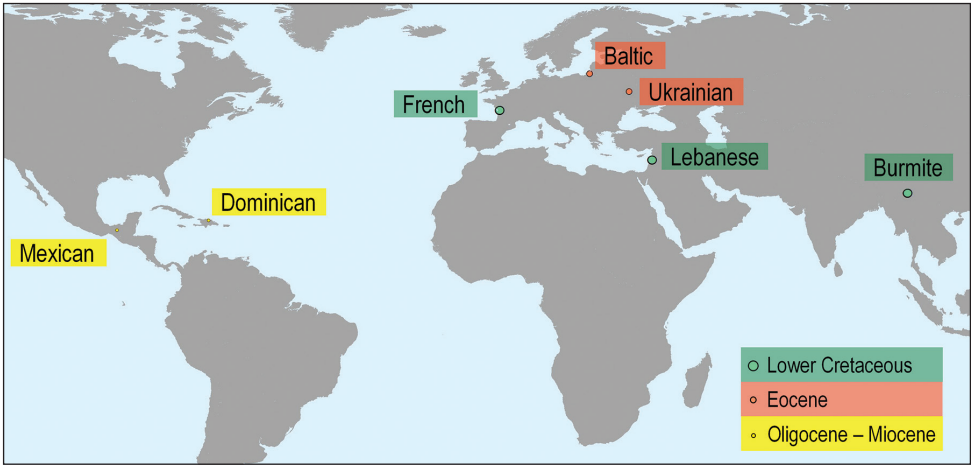 Baltic
Ukrainian
French
Lebanese
Burmite
Dominican
Mexican
Lower Cretaceous
Eocene
Oligocene – Miocene